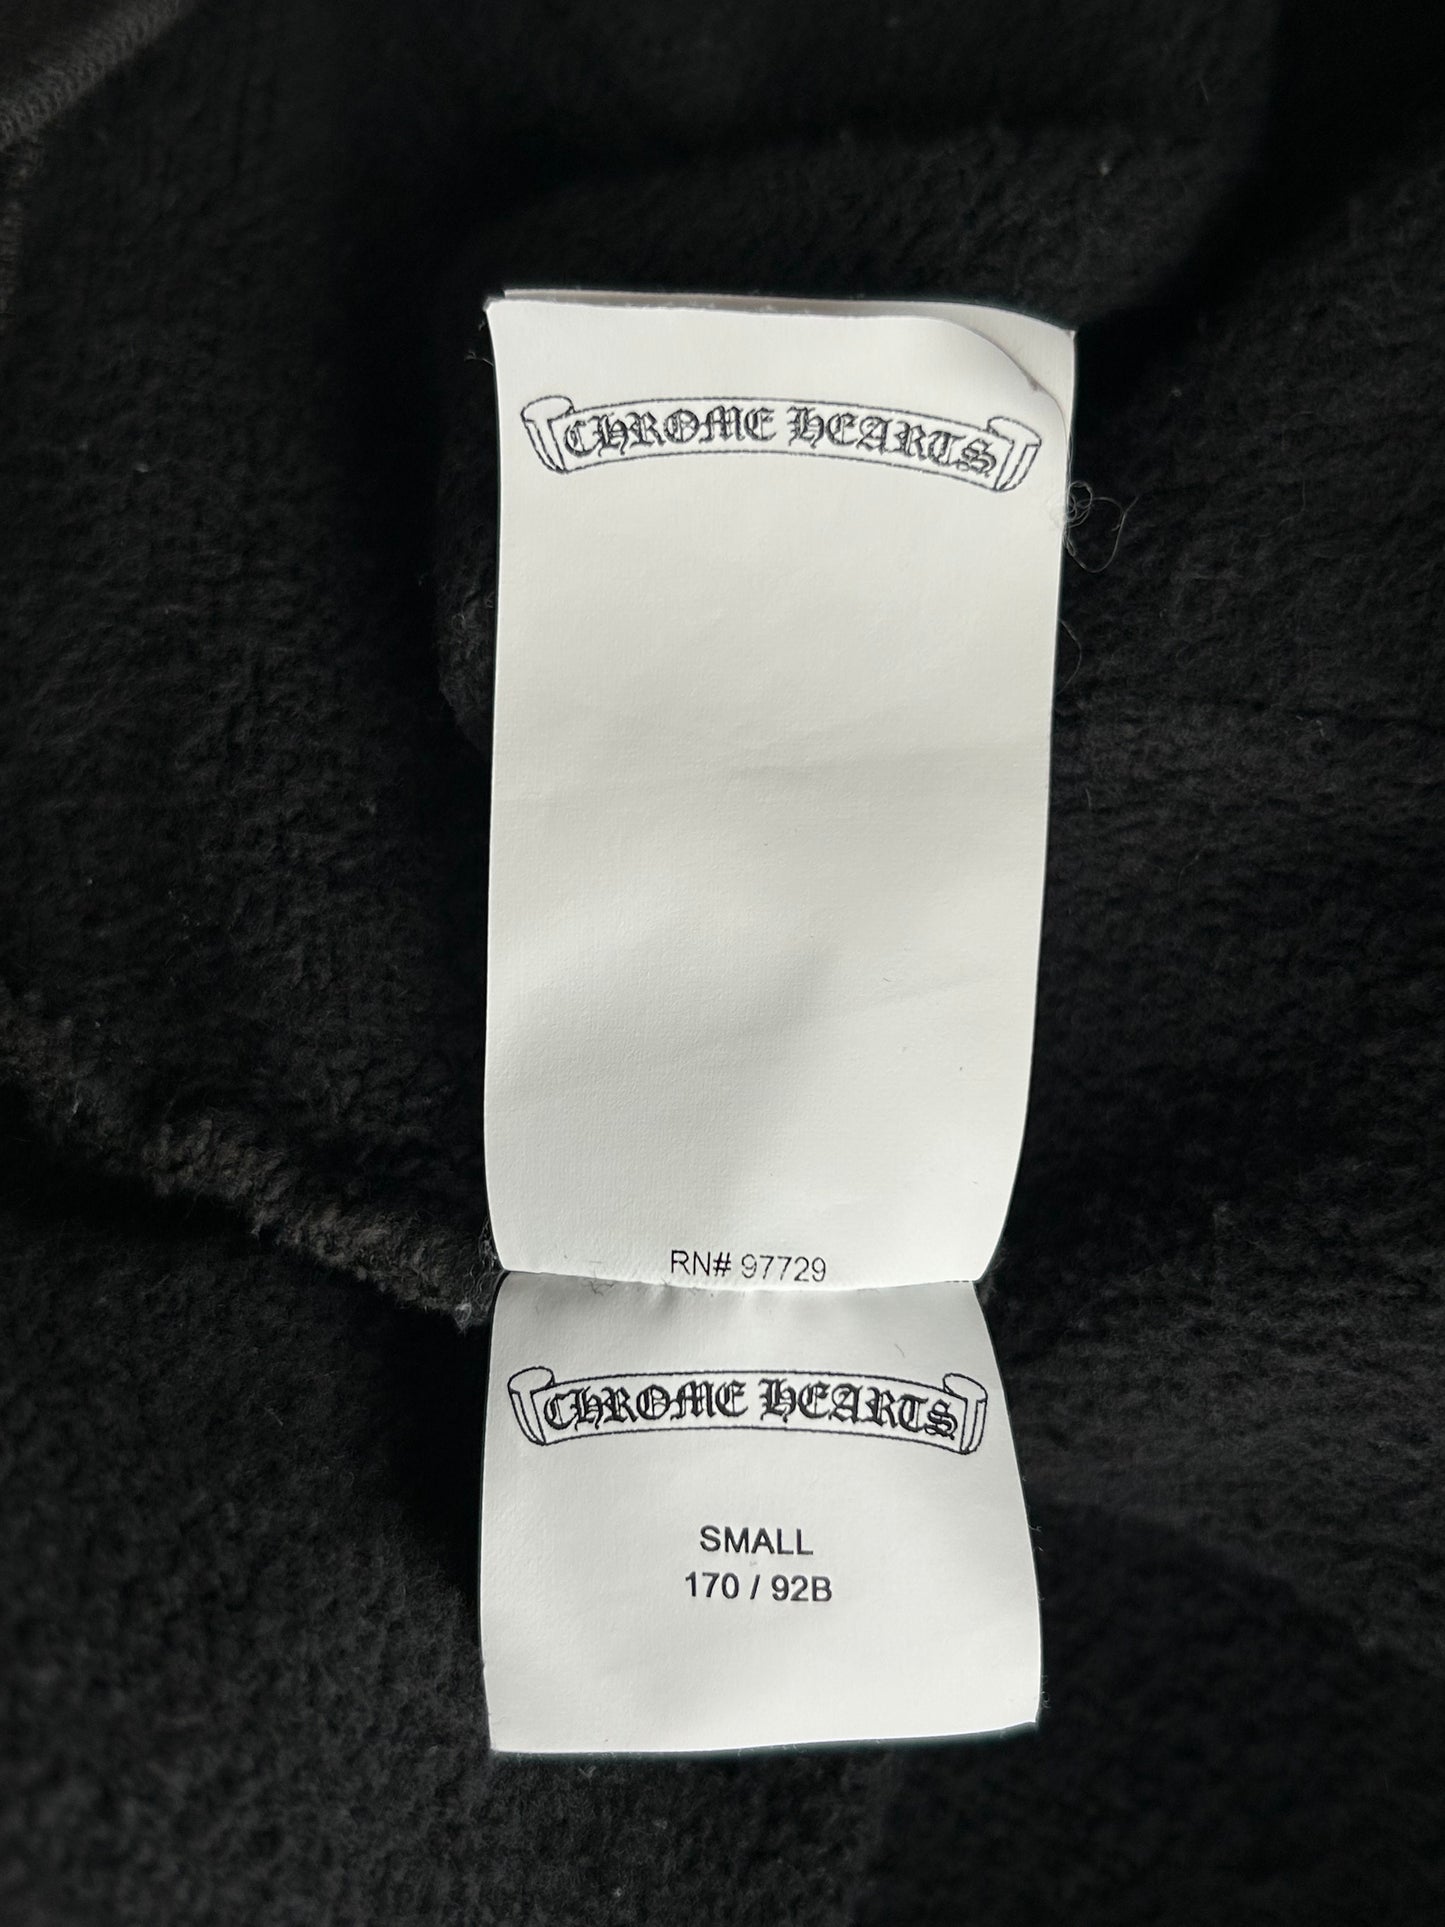 CHROME HEARTS
RN# 97729
CHROME HEARTS
SMALL
170 / 92B